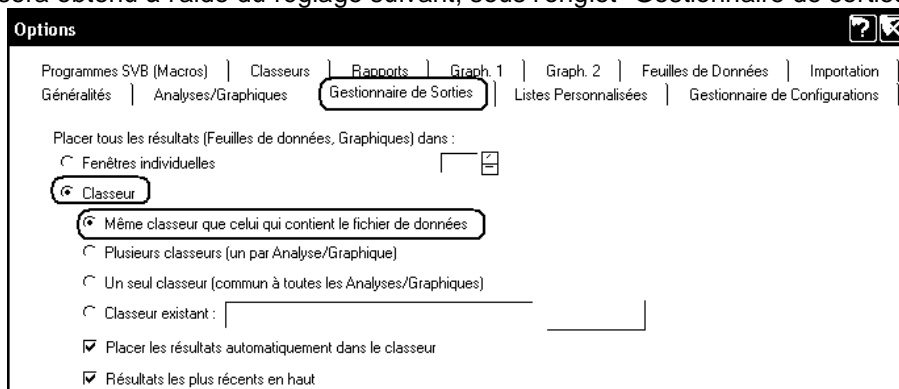 sera obtenu à l'aide du réglage suivant, sous l'onglet "Gestionnaire de sorties
Options
Programmes SVB (Macros) Classeurs Rapports Graph. 1 Graph. 2 Feuilles de Données Importation
Généralités Analyses/Graphiques Gestionnaire de Sorties Listes Personnalisées Gestionnaire de Configurations
Placer tous les résultats (Feuilles de données, Graphiques) dans :
Fenêtres individuelles
Classeur
Même classeur que celui qui contient le fichier de données
Plusieurs classeurs (un par Analyse/Graphique)
Un seul classeur (commun à toutes les Analyses/Graphiques)
Classeur existant :
Placer les résultats automatiquement dans le classeur
Résultats les plus récents en haut